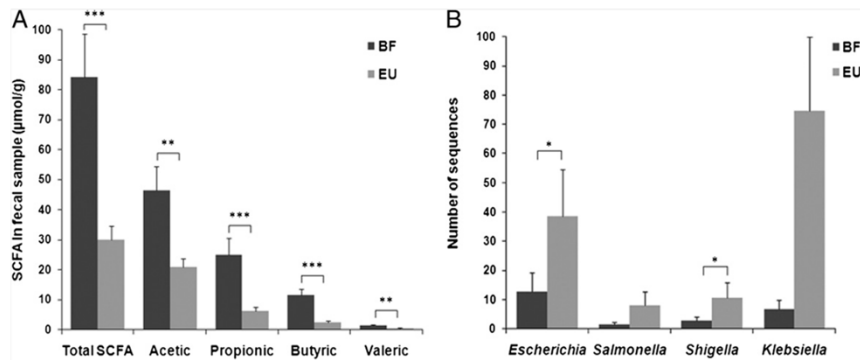 A
***
BF
EU
**
***
***
**
SCFA In fecal sample (µmol/g)
100
90
80
70
60
50
40
30
20
10
0
Total SCFA Acetic Propionic Butyric Valeric
B
BF
EU
*
*
Number of sequences
100
90
80
70
60
50
40
30
20
10
0
Escherichia Salmonella Shigella Klebsiella